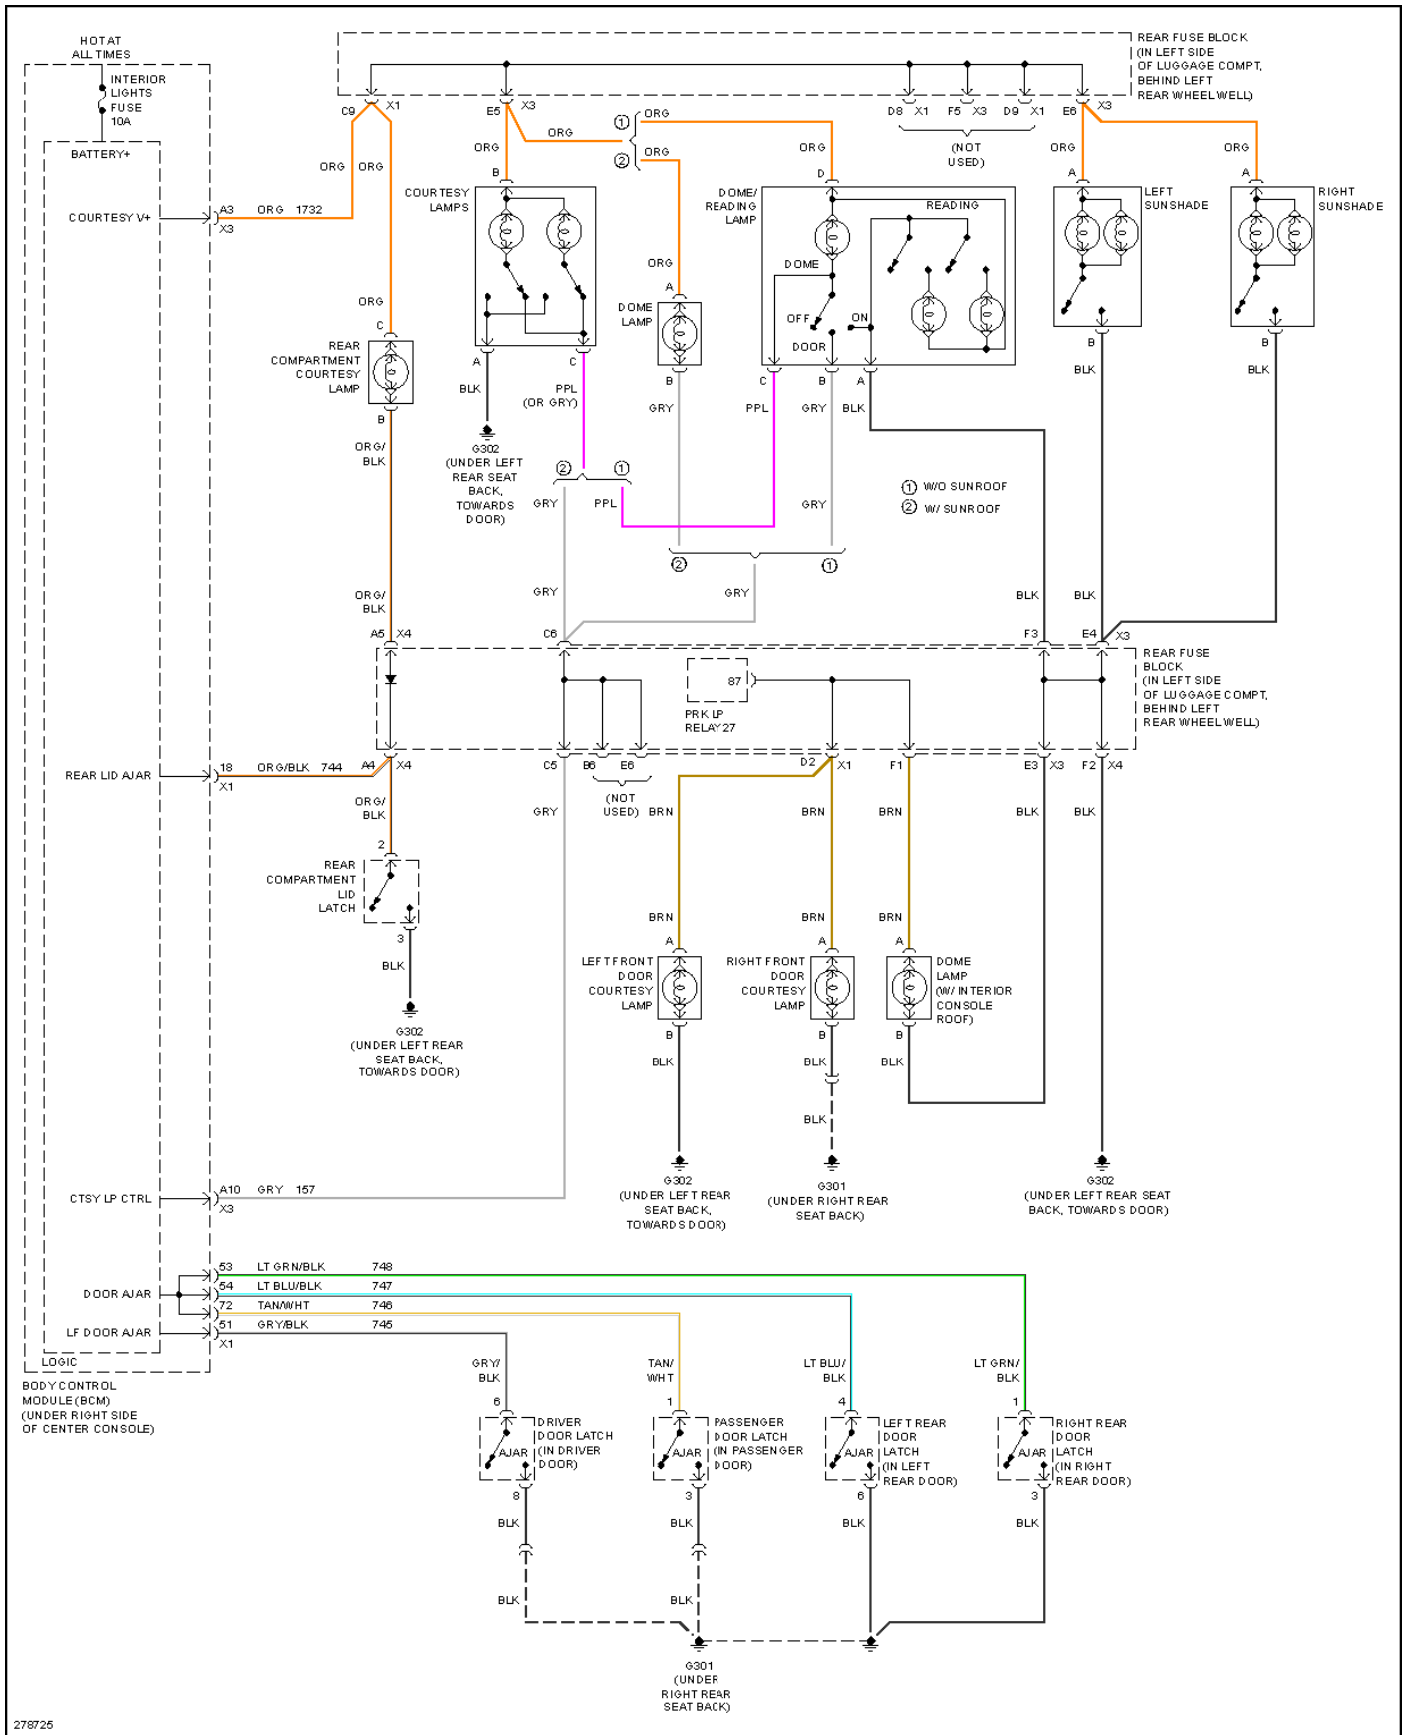 HOT AT
ALL TIMES
INTERIOR
LIGHTS
FUSE
10A
BATTERY+
COURTESY V+
A3
X3
ORG 1732
REAR FUSE BLOCK
(IN LEFT SIDE
OF LUGGAGE COMPT,
BEHIND LEFT
REAR WHEEL WELL)
C9 X1
E5 X3
D8 X1
F5 X3
D9 X1
E6 X3
(NOT
USED)
ORG ORG
ORG
ORG
1 ORG
2 ORG
ORG
ORG
ORG
B
COURTESY
LAMPS
D
DOME/
READING
LAMP
READING
A
LEFT
SUNSHADE
A
RIGHT
SUNSHADE
ORG
A
DOME
LAMP
DOME
OFF
ON
DOOR
ORG
C
REAR
COMPARTMENT
COURTESY
LAMP
B
ORG/
BLK
A
BLK
C
PPL
(OR GRY)
B
GRY
C
PPL
B
GRY
A
BLK
B
BLK
B
BLK
G302
(UNDER LEFT
REAR SEAT
BACK,
TOWARDS
DOOR)
2
1
GRY
PPL
GRY
1 W/O SUNROOF
2 W/ SUNROOF
2
1
ORG/
BLK
GRY
GRY
BLK
BLK
A5 X4
C6
F3
E4 X3
REAR FUSE
BLOCK
(IN LEFT SIDE
OF LUGGAGE COMPT,
BEHIND LEFT
REAR WHEEL WELL)
87
PRK LP
RELAY 27
REAR LID AJAR
18
X1
ORG/BLK 744
A4 X4
C5
B6
E6
D2 X1
F1
E3 X3
F2 X4
(NOT
USED)
ORG/
BLK
GRY
BRN
BRN
BRN
BLK
BLK
2
REAR
COMPARTMENT
LID
LATCH
3
BLK
G302
(UNDER LEFT REAR
SEAT BACK,
TOWARDS DOOR)
BRN
BRN
BRN
A
LEFT FRONT
DOOR
COURTESY
LAMP
B
BLK
A
RIGHT FRONT
DOOR
COURTESY
LAMP
B
BLK
BLK
A
DOME
LAMP
(W/ INTERIOR
CONSOLE
ROOF)
B
BLK
G302
(UNDER LEFT REAR
SEAT BACK,
TOWARDS DOOR)
G301
(UNDER RIGHT REAR
SEAT BACK)
G302
(UNDER LEFT REAR SEAT
BACK, TOWARDS DOOR)
CTSY LP CTRL
A10
X3
GRY 157
DOOR AJAR
53 LT GRN/BLK 748
54 LT BLU/BLK 747
72 TAN/WHT 746
LF DOOR AJAR
51 GRY/BLK 745
X1
LOGIC
BODY CONTROL
MODULE (BCM)
(UNDER RIGHT SIDE
OF CENTER CONSOLE)
GRY/
BLK
TAN/
WHT
LT BLU/
BLK
LT GRN/
BLK
6
AJAR
DRIVER
DOOR LATCH
(IN DRIVER
DOOR)
1
AJAR
PASSENGER
DOOR LATCH
(IN PASSENGER
DOOR)
4
AJAR
LEFT REAR
DOOR
LATCH
(IN LEFT
REAR DOOR)
1
AJAR
RIGHT REAR
DOOR
LATCH
(IN RIGHT
REAR DOOR)
8
3
6
3
BLK
BLK
BLK
BLK
BLK
BLK
G301
(UNDER
RIGHT REAR
SEAT BACK)
278725